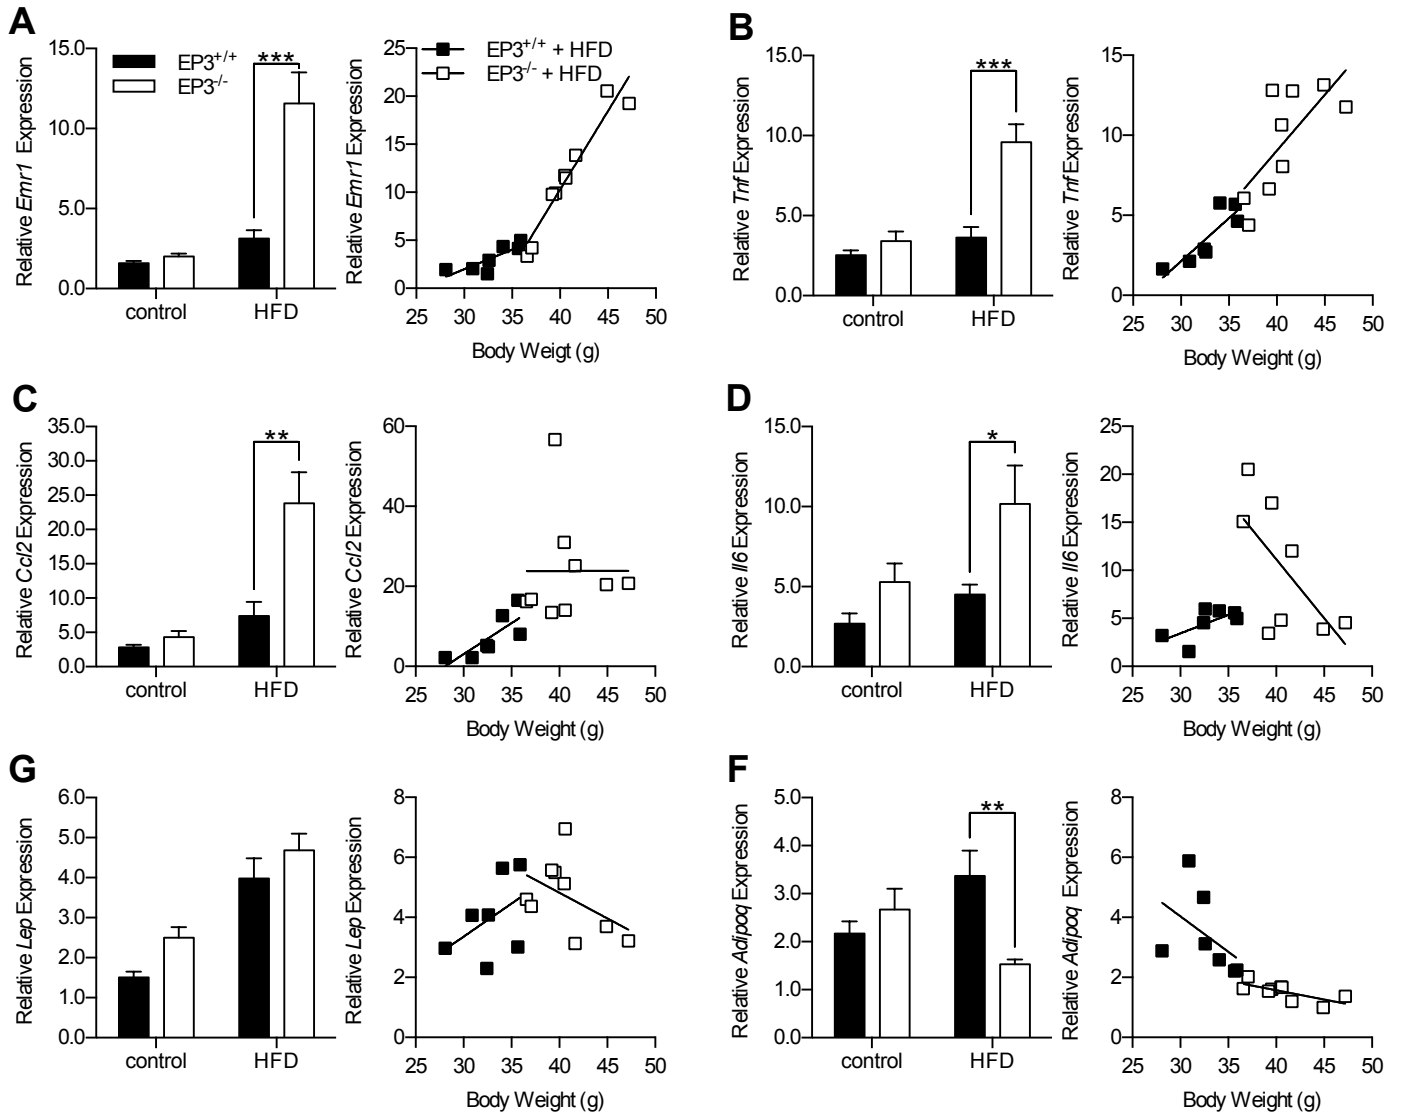 A
Relative Emr1 Expression
15.0
10.0
5.0
0.0
EP3+/+
EP3-/-
***
control
HFD
Relative Emr1 Expression
25
20
15
10
5
0
EP3+/+ + HFD
EP3-/- + HFD
25 30 35 40 45 50
Body Weigt (g)
B
Relative Tnf Expression
15.0
10.0
5.0
0.0
***
control
HFD
Relative Tnf Expression
15
10
5
0
25 30 35 40 45 50
Body Weight (g)
C
Relative Ccl2 Expression
35.0
30.0
25.0
20.0
15.0
10.0
5.0
0.0
**
control
HFD
Relative Ccl2 Expression
60
40
20
0
25 30 35 40 45 50
Body Weight (g)
D
Relative Il6 Expression
15.0
10.0
5.0
0.0
*
control
HFD
Relative Il6 Expression
25
20
15
10
5
0
25 30 35 40 45 50
Body Weight (g)
G
Relative Lep Expression
6.0
5.0
4.0
3.0
2.0
1.0
0.0
control
HFD
Relative Lep Expression
8
6
4
2
0
25 30 35 40 45 50
Body Weight (g)
F
Relative Adipoq Expression
5.0
4.0
3.0
2.0
1.0
0.0
**
control
HFD
Relative Adipoq Expression
8
6
4
2
0
25 30 35 40 45 50
Body Weight (g)